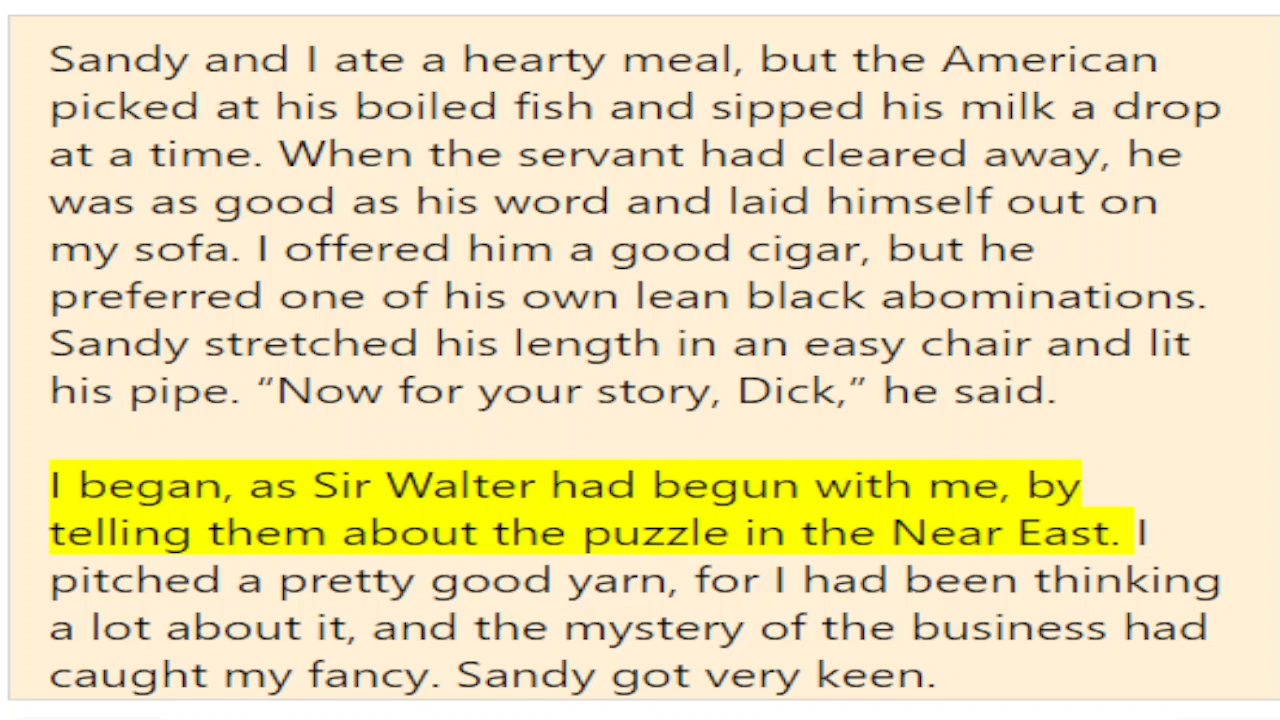 Sandy and I ate a hearty meal, but the American
picked at his boiled fish and sipped his milk a drop
at a time. When the servant had cleared away, he
was as good as his word and laid himself out on
my sofa. I offered him a good cigar, but he
preferred one of his own lean black abominations.
Sandy stretched his length in an easy chair and lit
his pipe. “Now for your story, Dick,” he said.
I began, as Sir Walter had begun with me, by
telling them about the puzzle in the Near East. I
pitched a pretty good yarn, for I had been thinking
a lot about it, and the mystery of the business had
caught my fancy. Sandy got very keen.